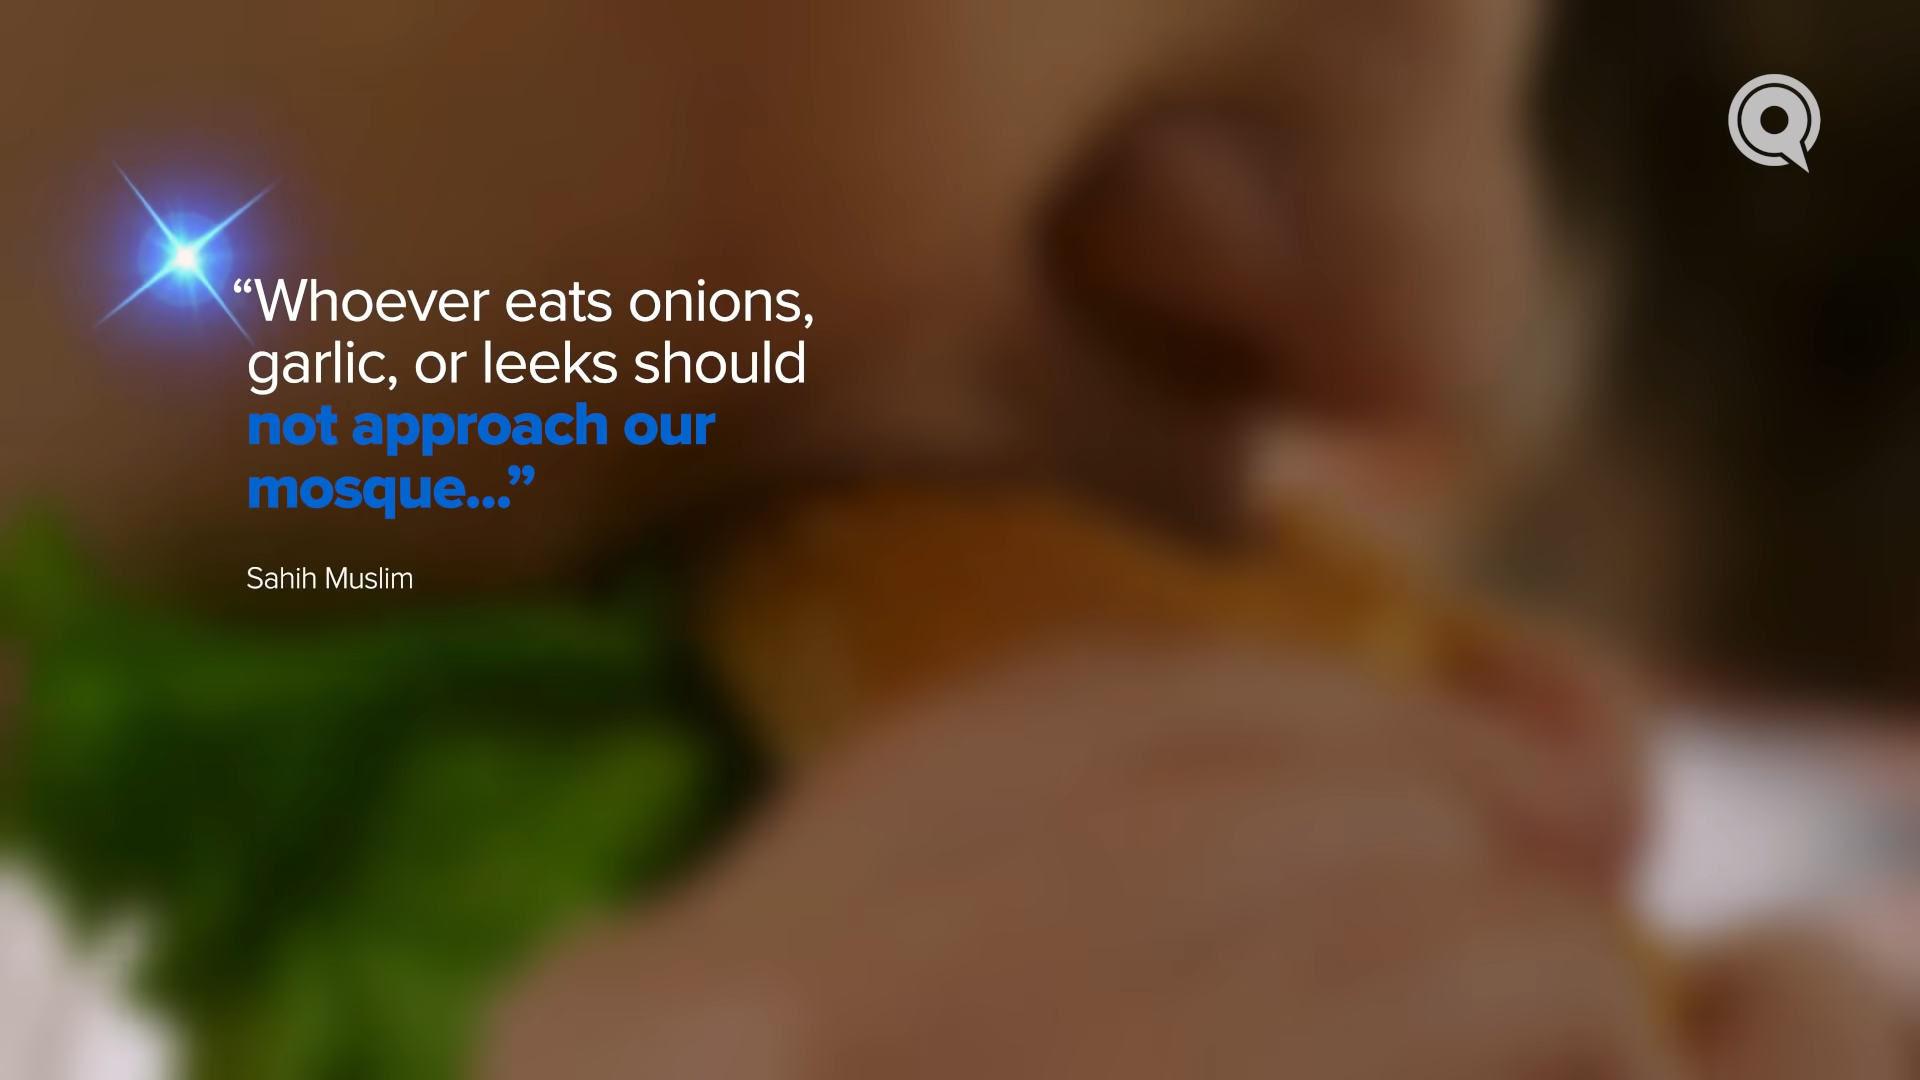 “Whoever eats onions,
garlic, or leeks should
not approach our
mosque...”
Sahih Muslim